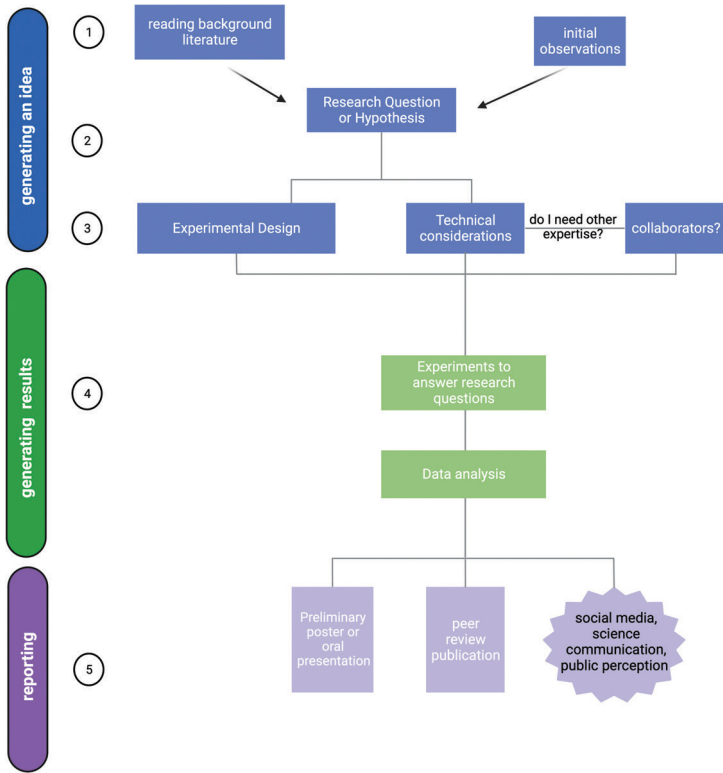 generating an idea
1
reading background
literature
initial
observations
2
Research Question
or Hypothesis
3
Experimental Design
Technical
considerations
do I need other
expertise?
collaborators?
generating results
4
Experiments to
answer research
questions
Data analysis
reporting
5
Preliminary
poster or
oral
presentation
peer
review
publication
social media,
science
communication,
public perception